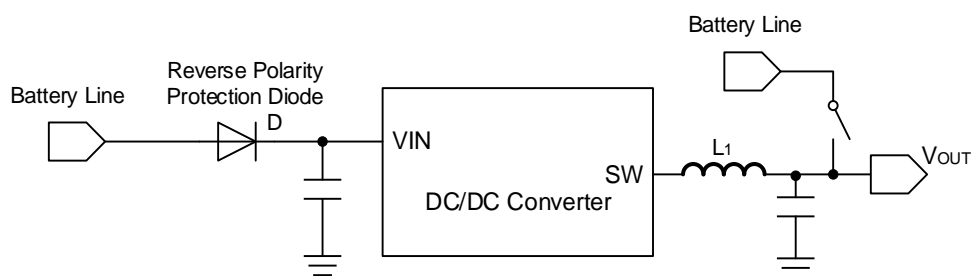 Battery Line
Reverse Polarity
Protection Diode
Battery Line
D
VIN
L1
VOUT
SW
DC/DC Converter